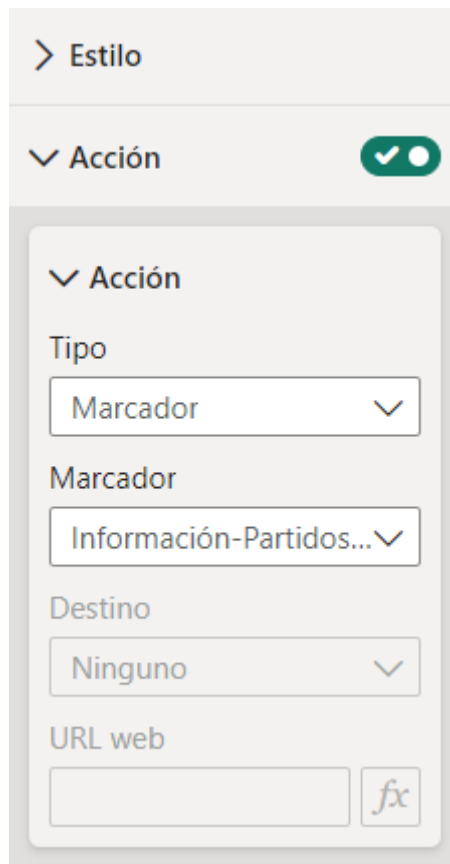 Estilo
Acción
Acción
Tipo
Marcador
Marcador
Información-Partidos...
Destino
Ninguno
URL web
fx